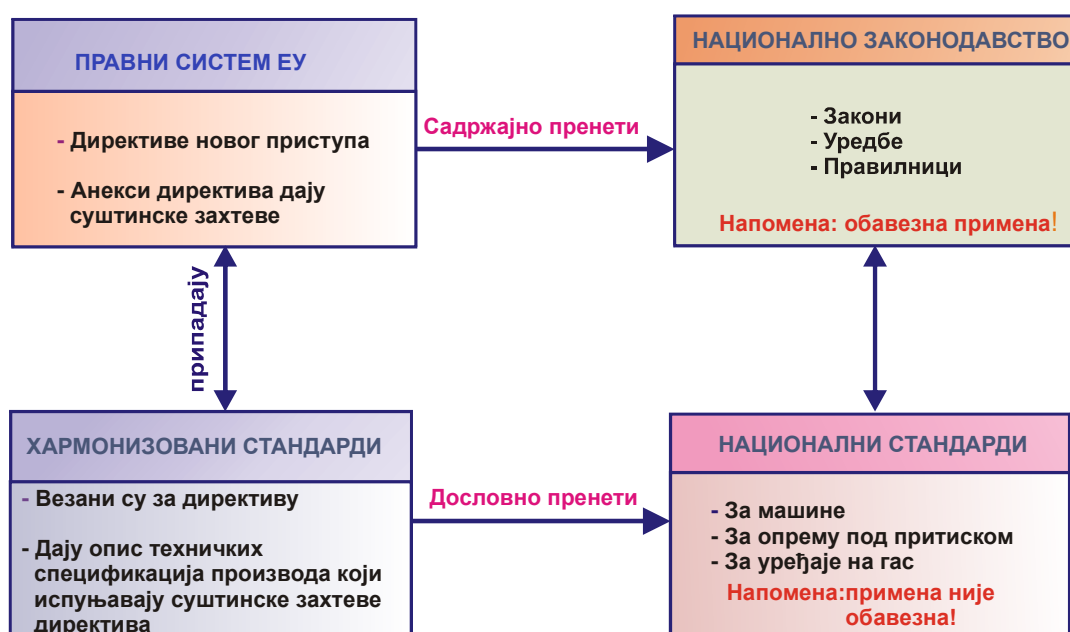 ПРАВНИ СИСТЕМ ЕУ
- Директиве новог приступа
- Анекси директива дају
суштинске захтеве
Садржајно пренети
НАЦИОНАЛНО ЗАКОНОДАВСТВО
- Закони
- Уредбе
- Правилници
Напомена: обавезна примена!
припадају
ХАРМОНИЗОВАНИ СТАНДАРДИ
- Везани су за директиву
- Дају опис техничких
спецификација производа који
испуњавају суштинске захтеве
директива
Дословно пренети
НАЦИОНАЛНИ СТАНДАРДИ
- За машине
- За опрему под притиском
- За уређаје на гас
Напомена:примена није
обавезна!